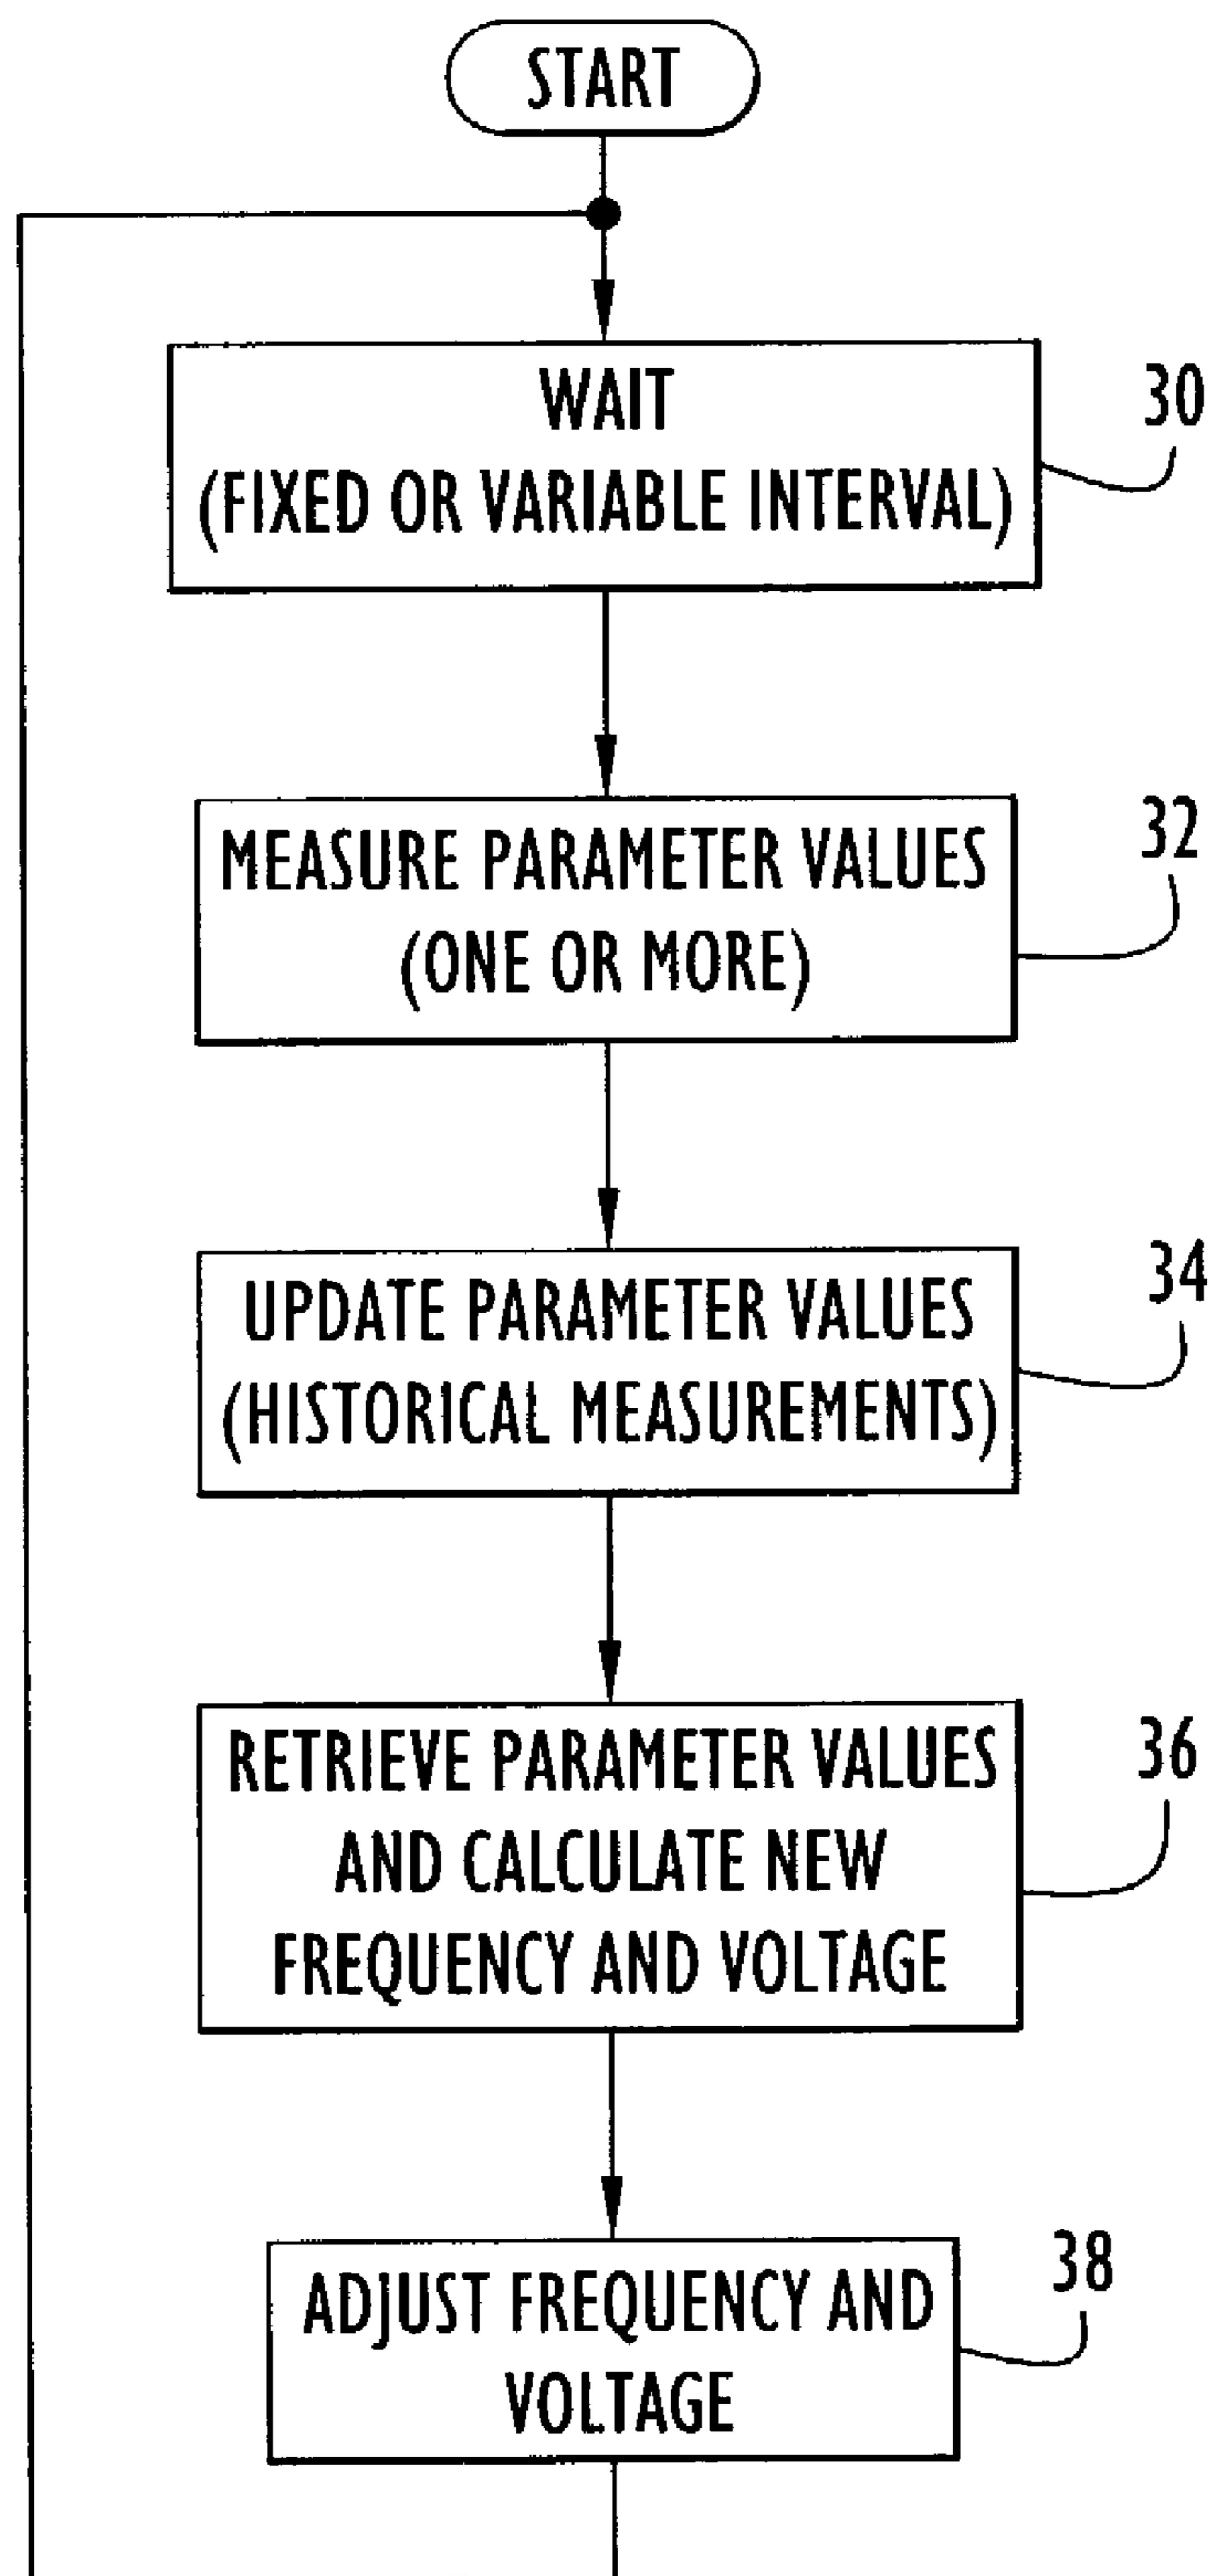 START
WAIT
(FIXED OR VARIABLE INTERVAL)
30
MEASURE PARAMETER VALUES
(ONE OR MORE)
32
UPDATE PARAMETER VALUES
(HISTORICAL MEASUREMENTS)
34
RETRIEVE PARAMETER VALUES
AND CALCULATE NEW
FREQUENCY AND VOLTAGE
36
ADJUST FREQUENCY AND
VOLTAGE
38